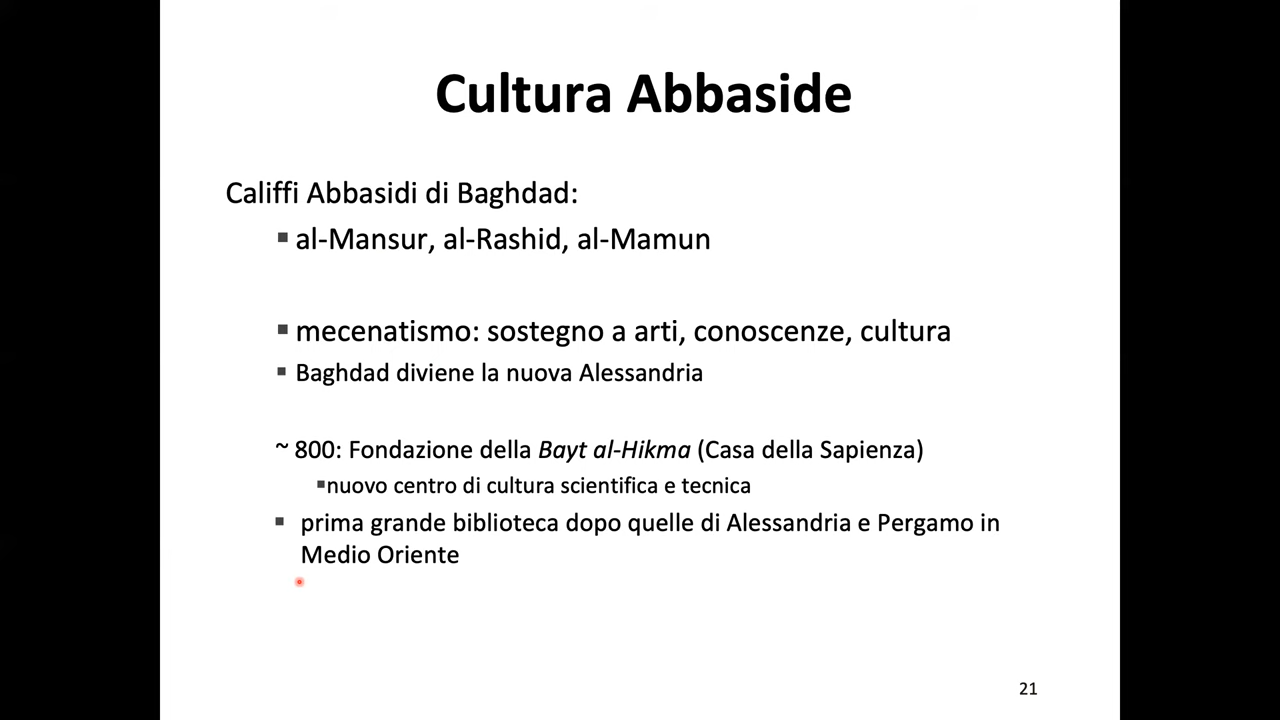 Cultura Abbaside
Califfi Abbasidi di Baghdad:
▪ al-Mansur, al-Rashid, al-Mamun
▪ mecenatismo: sostegno a arti, conoscenze, cultura
▪ Baghdad diviene la nuova Alessandria
~ 800: Fondazione della Bayt al-Hikma (Casa della Sapienza)
▪nuovo centro di cultura scientifica e tecnica
▪ prima grande biblioteca dopo quelle di Alessandria e Pergamo in
Medio Oriente
21